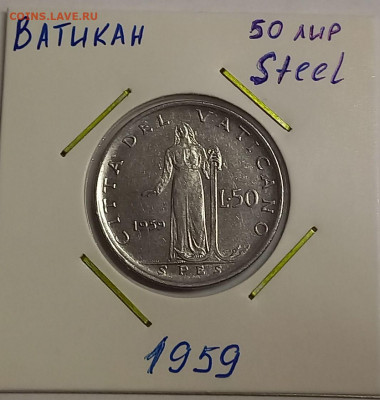 COINS.LAVE.RU
ВАТИКАН
50 лир
Steel
CITTA DEL VATICANO
1959
L.50
SPES
1959